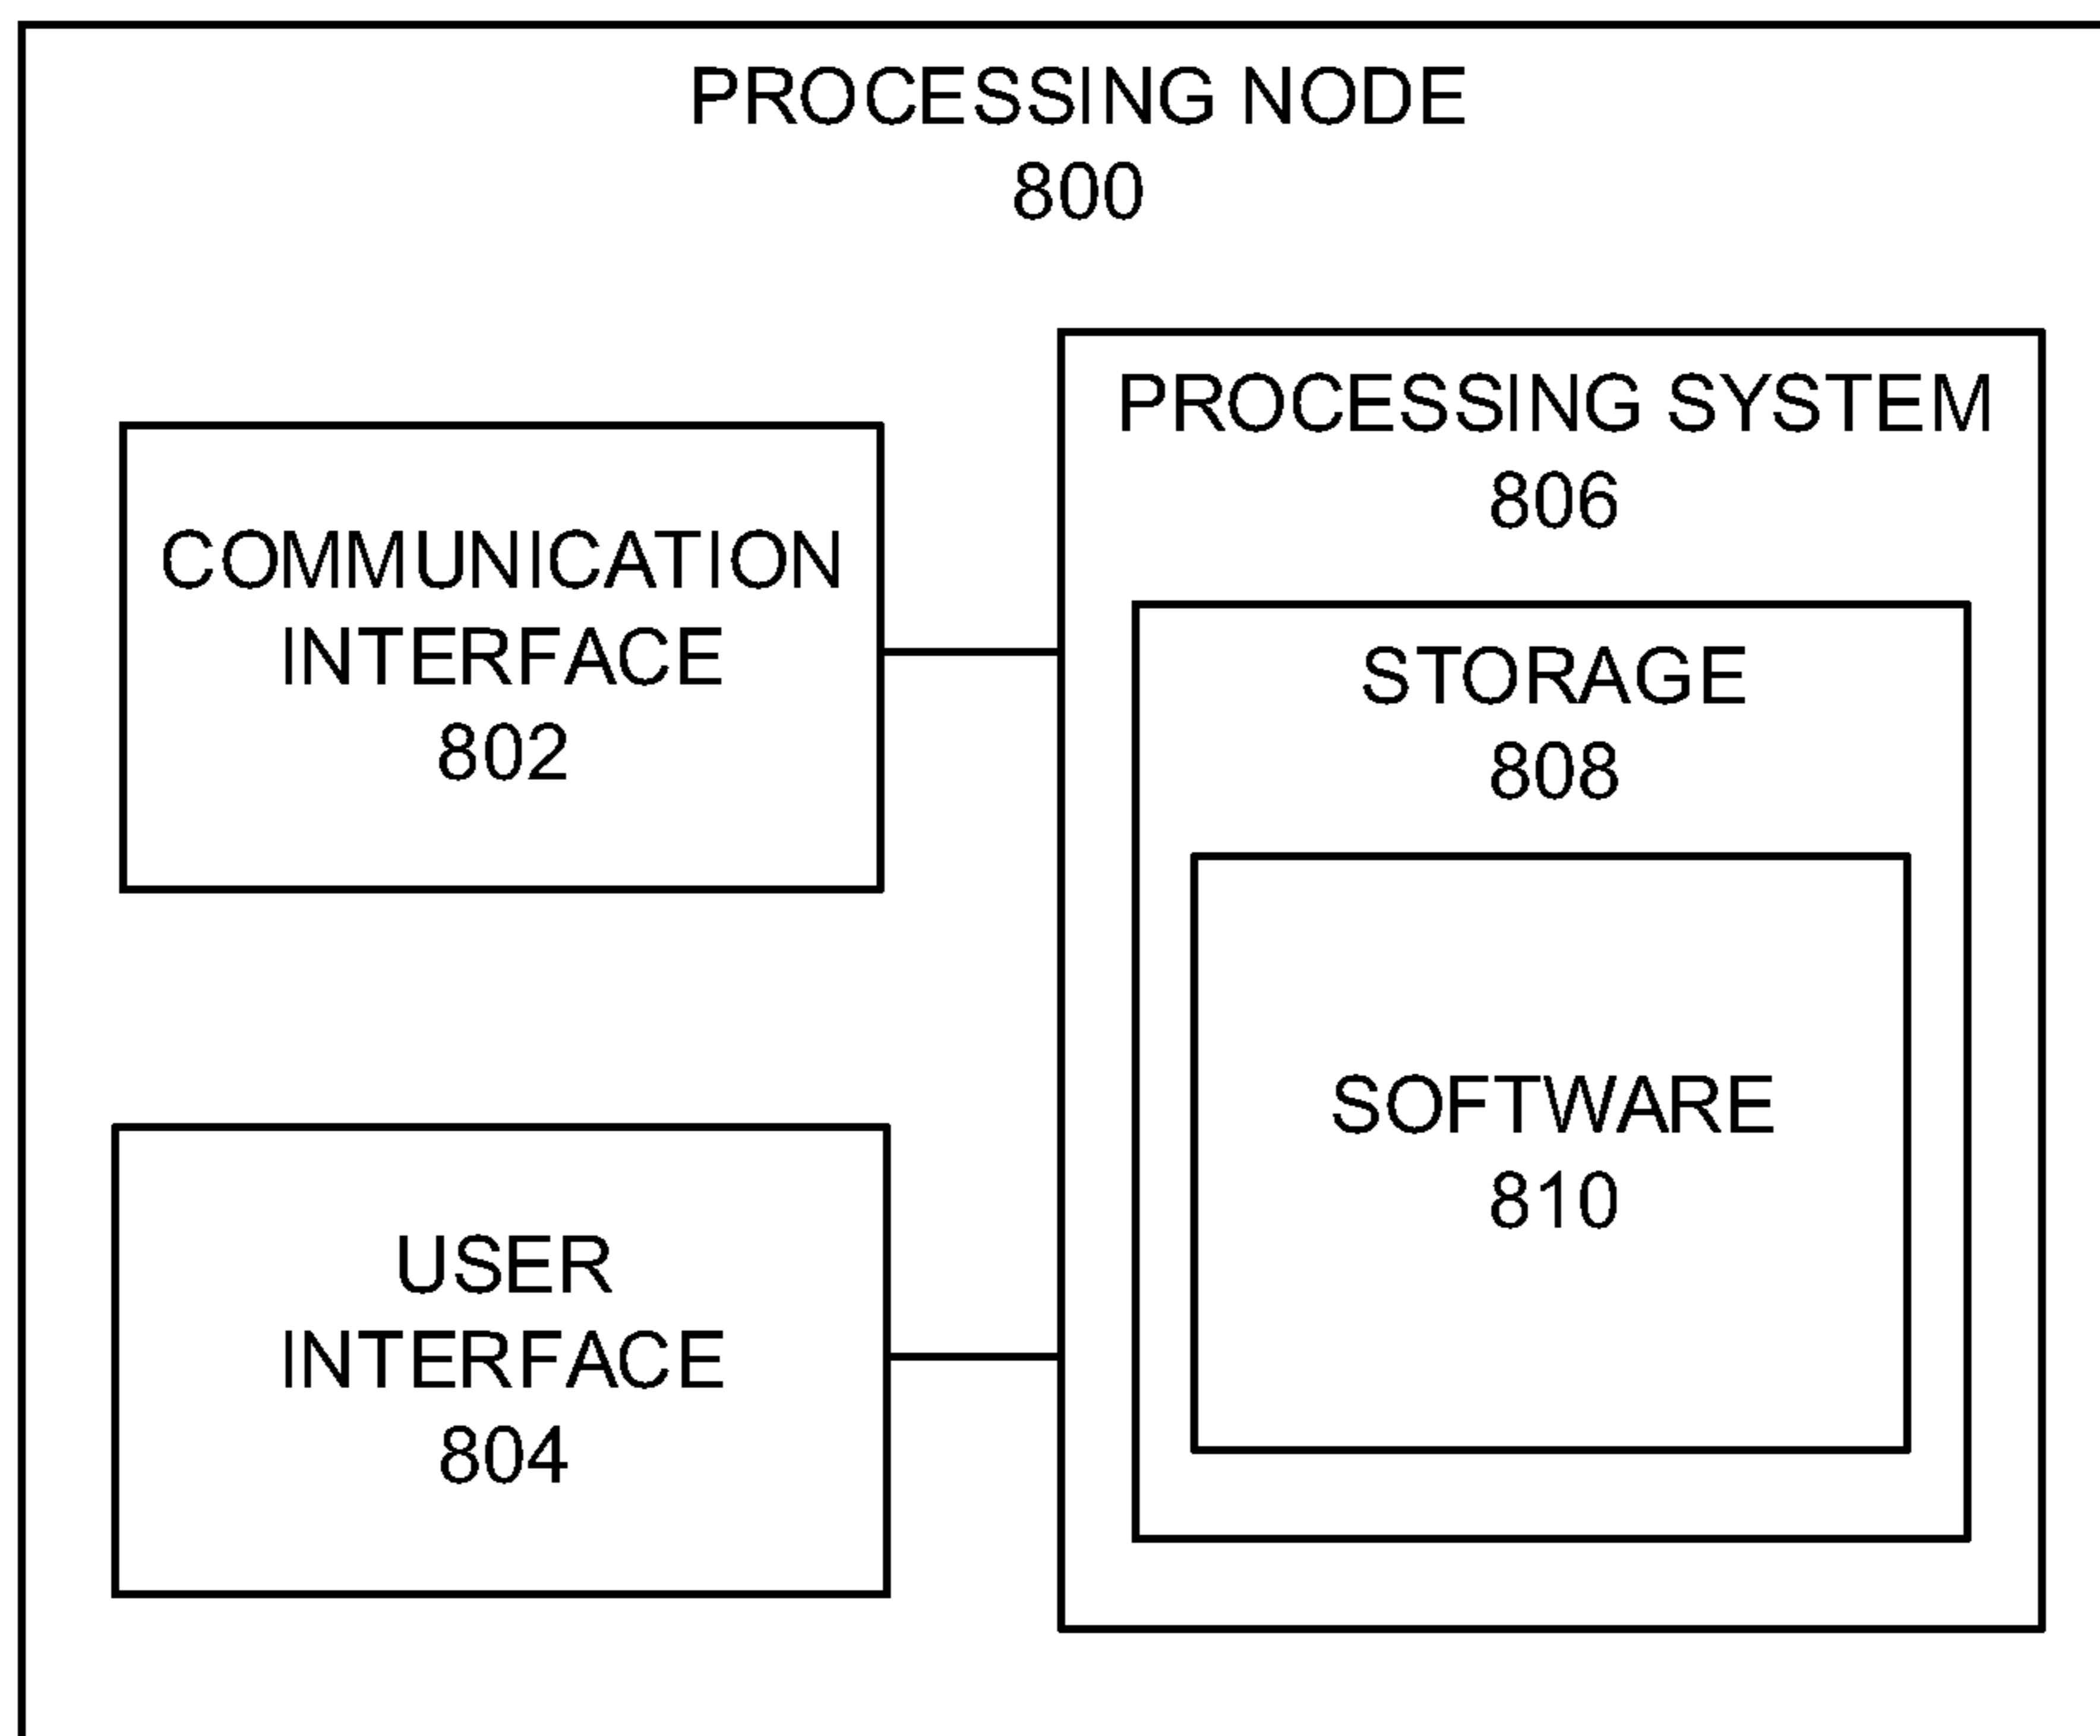 PROCESSING NODE
800
PROCESSING SYSTEM
806
COMMUNICATION
INTERFACE
802
STORAGE
808
SOFTWARE
810
USER
INTERFACE
804